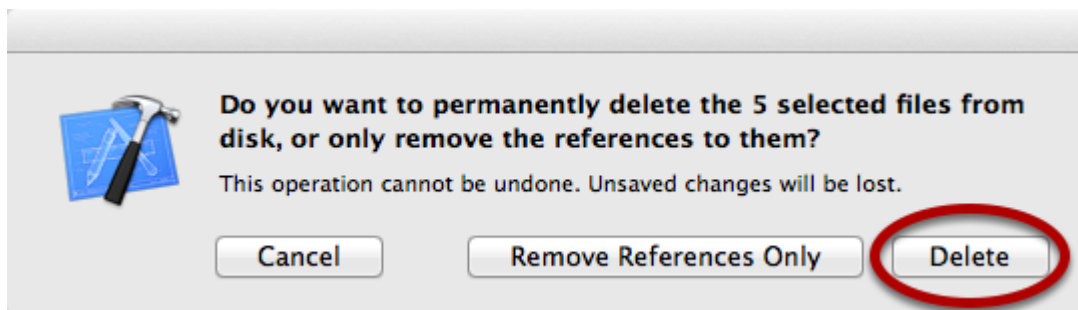 Do you want to permanently delete the 5 selected files from
disk, or only remove the references to them?
This operation cannot be undone. Unsaved changes will be lost.
Cancel
Remove References Only
Delete